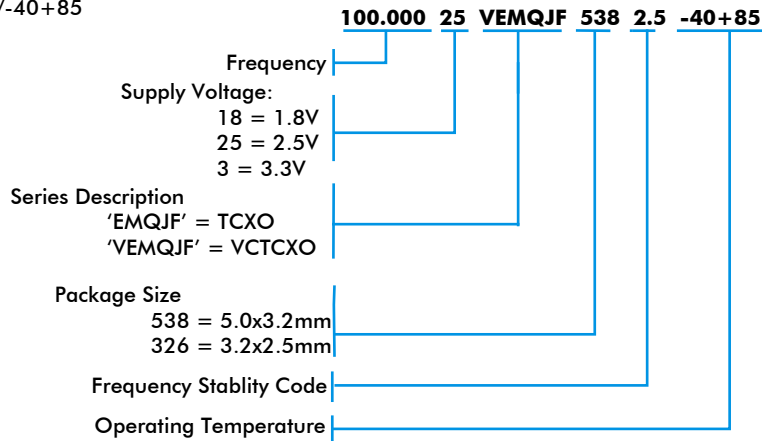 /-40+85
100.000 25 VEMQJF 538 2.5 -40+85
Frequency
Supply Voltage:
18 = 1.8V
25 = 2.5V
3 = 3.3V
Series Description
‘EMQJF’ = TCXO
‘VEMQJF’ = VCTCXO
Package Size
538 = 5.0x3.2mm
326 = 3.2x2.5mm
Frequency Stablity Code
Operating Temperature